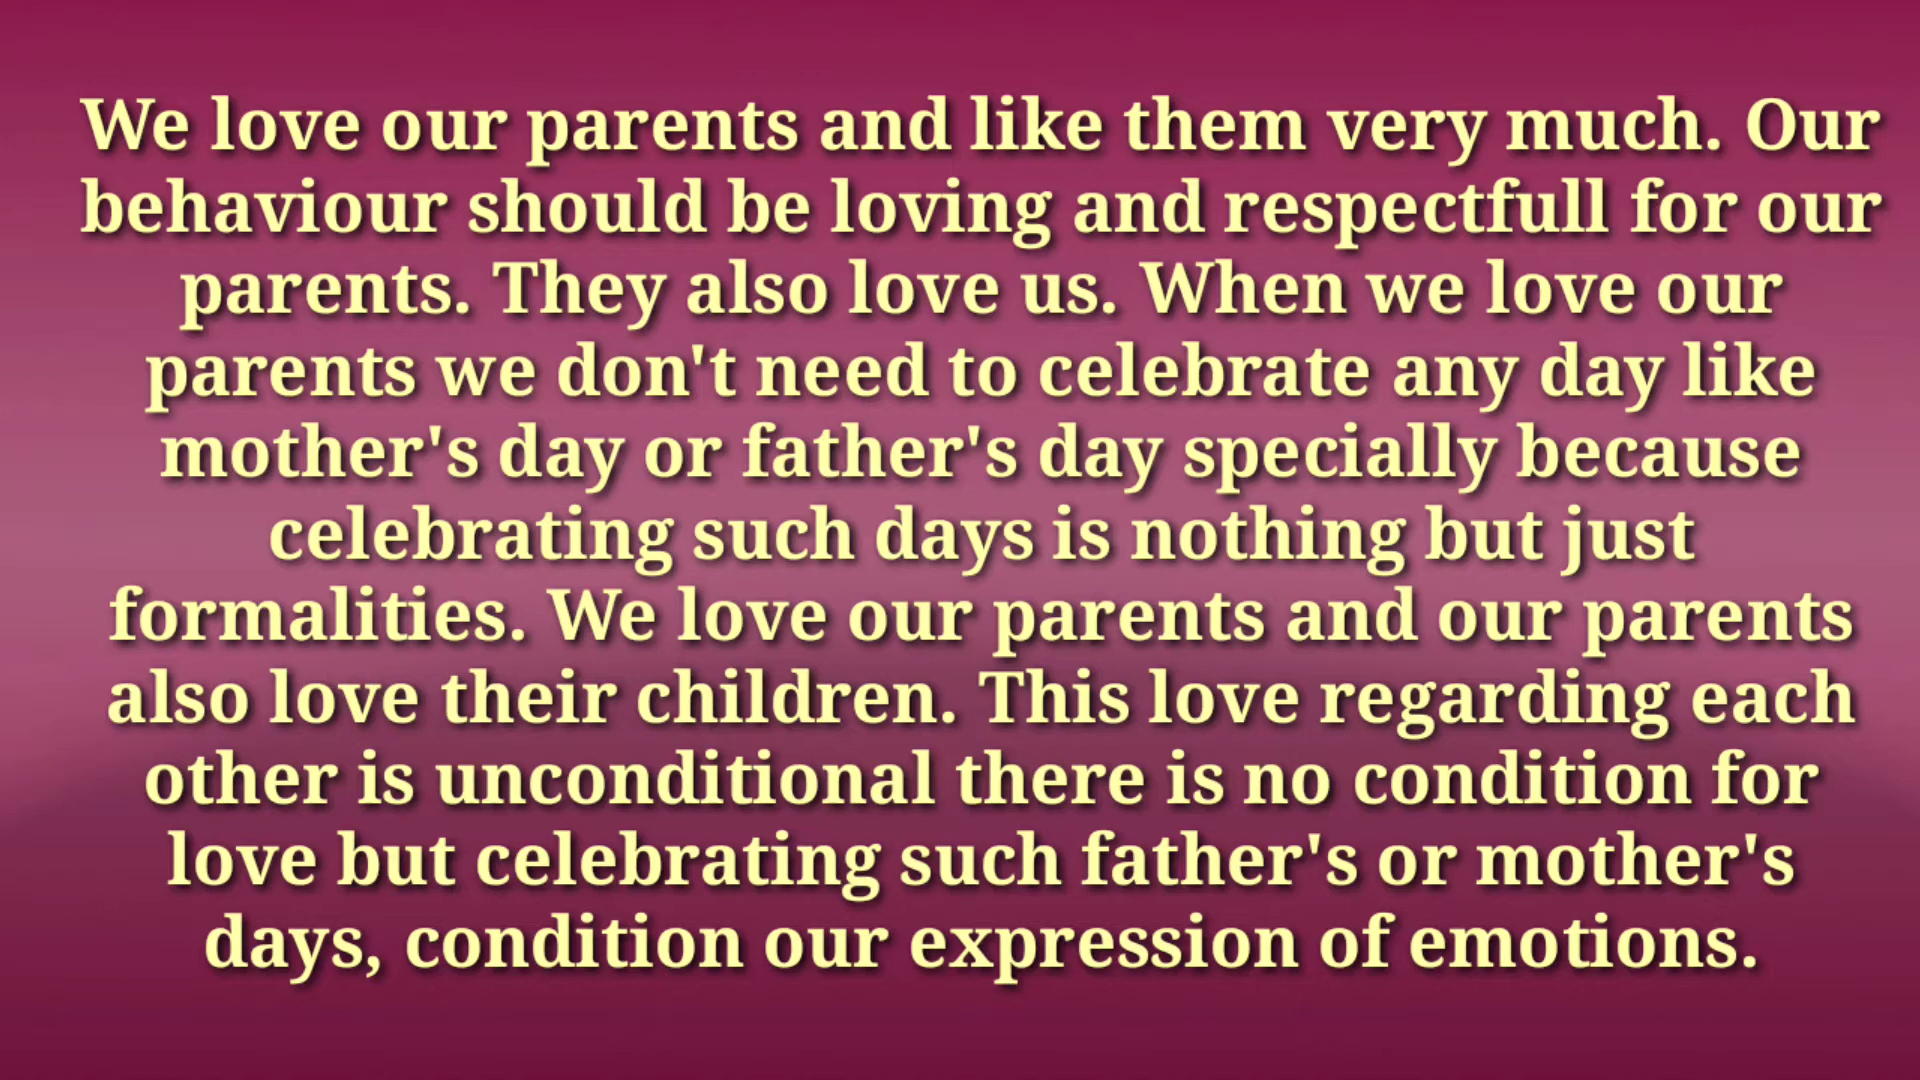 We love our parents and like them very much. Our
behaviour should be loving and respectfull for our
parents. They also love us. When we love our
parents we don't need to celebrate any day like
mother's day or father's day specially because
celebrating such days is nothing but just
formalities. We love our parents and our parents
also love their children. This love regarding each
other is unconditional there is no condition for
love but celebrating such father's or mother's
days, condition our expression of emotions.